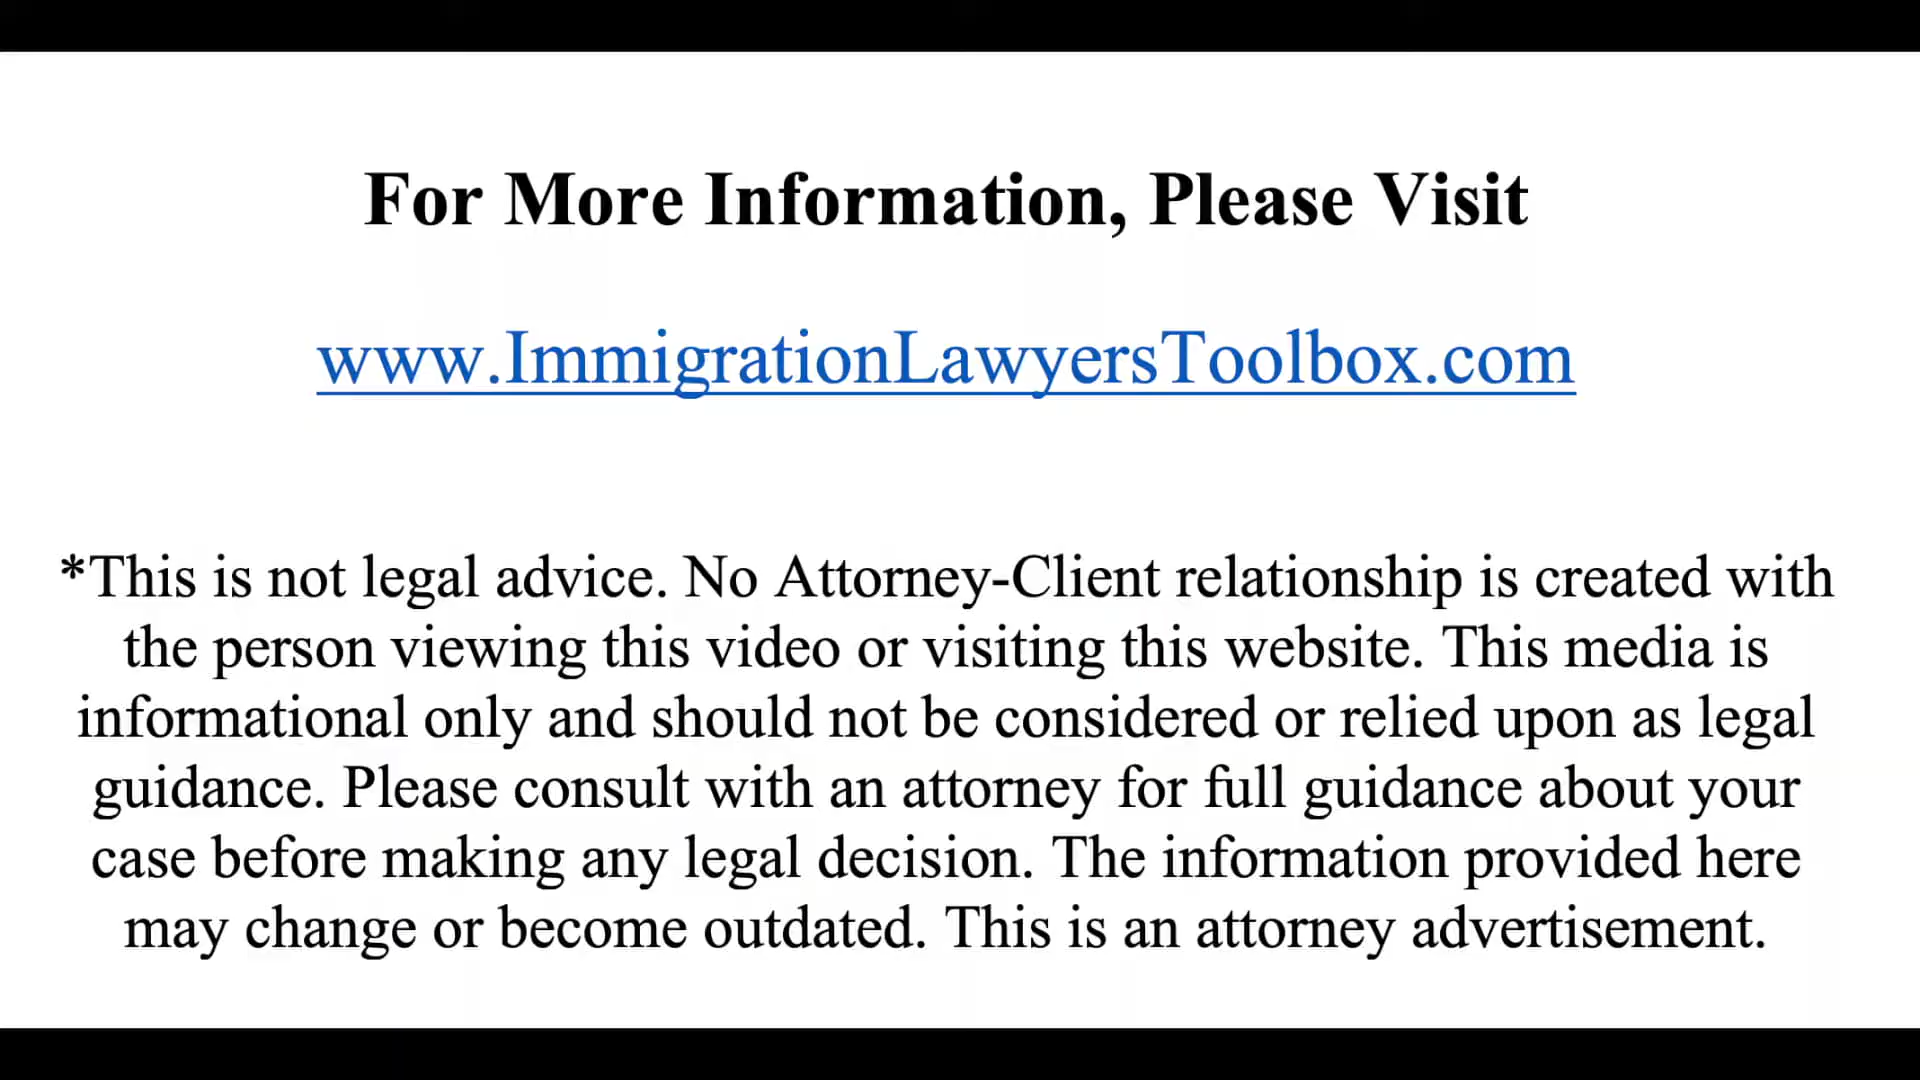 For More Information, Please Visit
www.ImmigrationLawyersToolbox.com
*This is not legal advice. No Attorney-Client relationship is created with
the person viewing this video or visiting this website. This media is
informational only and should not be considered or relied upon as legal
guidance. Please consult with an attorney for full guidance about your
case before making any legal decision. The information provided here
may change or become outdated. This is an attorney advertisement.